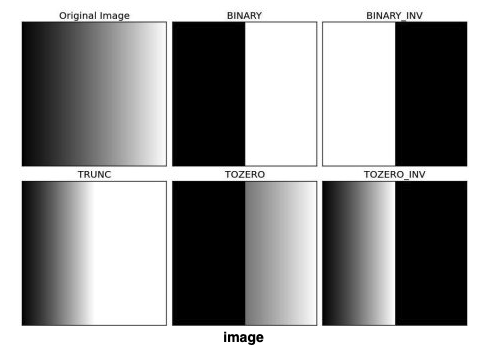 Original Image
BINARY
BINARY_INV
TRUNC
TOZERO
TOZERO_INV
image